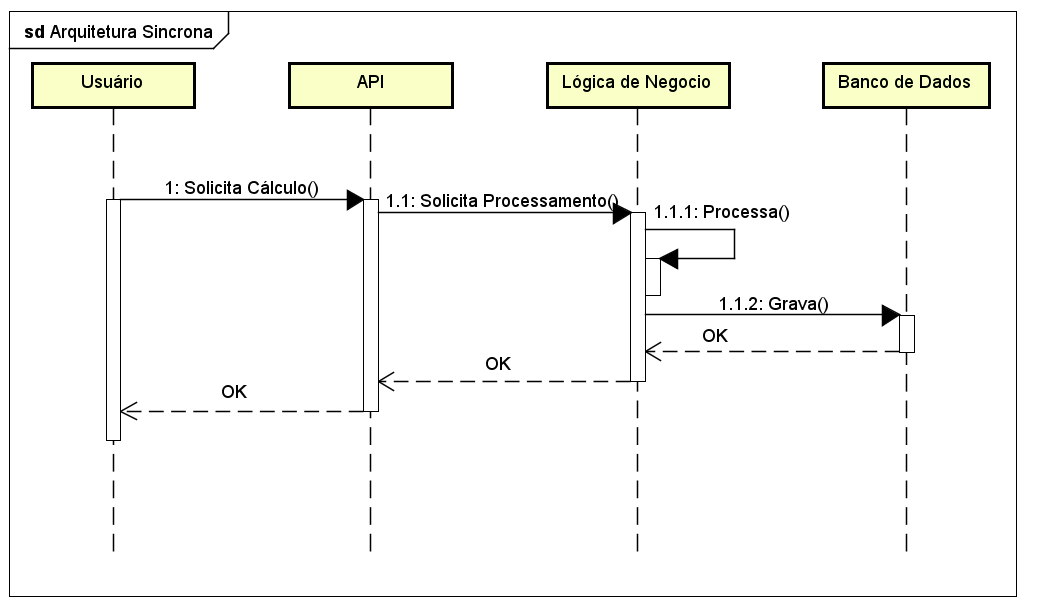 sd Arquitetura Sincrona
Usuário
API
Lógica de Negocio
Banco de Dados
1: Solicita Cálculo()
1.1: Solicita Processamento()
1.1.1: Processa()
1.1.2: Grava()
OK
OK
OK